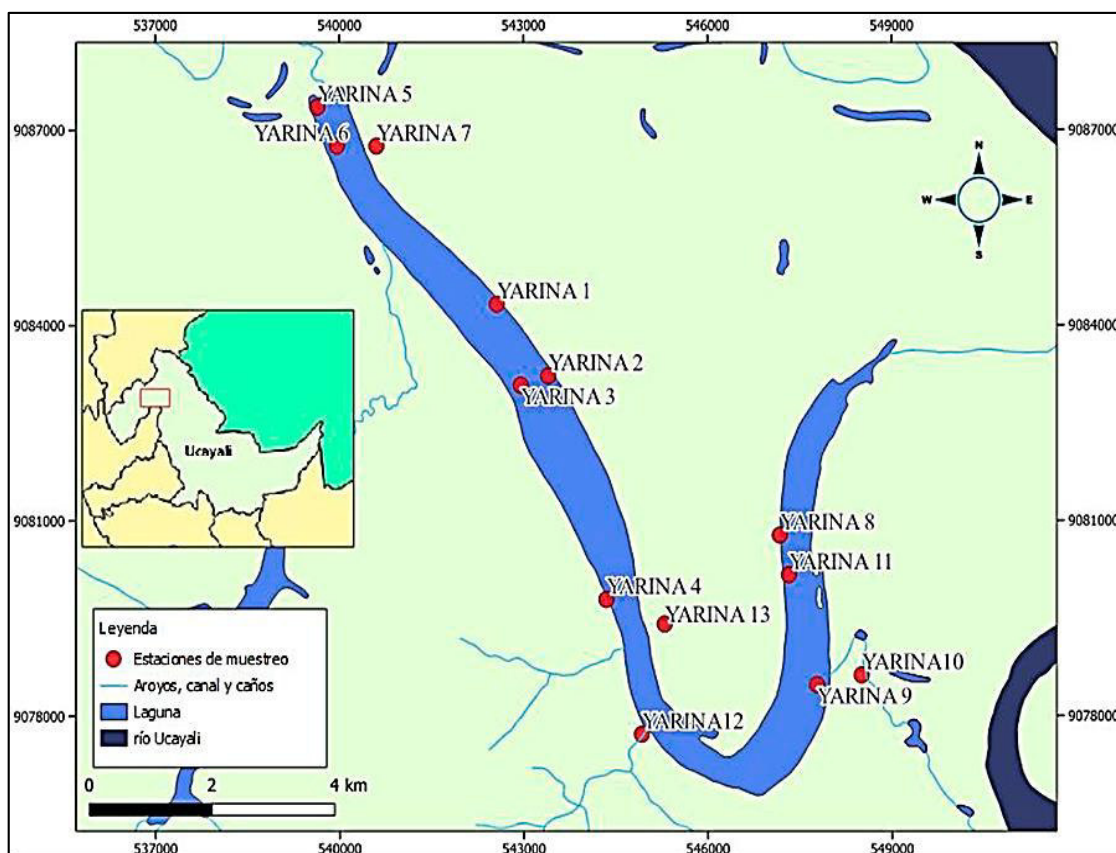 537000 540000 543000 546000 549000
9087000
9084000
9081000
9078000
YARINA 5
YARINA 6
YARINA 7
9087000
N
W
E
S
YARINA 1
9084000
YARINA 2
YARINA 3
Ucayali
YARINA 8
9081000
YARINA 11
YARINA 4
YARINA 13
YARINA10
YARINA 9
YARINA12
9078000
Leyenda
Estaciones de muestreo
Aroyos, canal y caños
Laguna
río Ucayali
0 2 4 km
537000 540000 543000 546000 549000